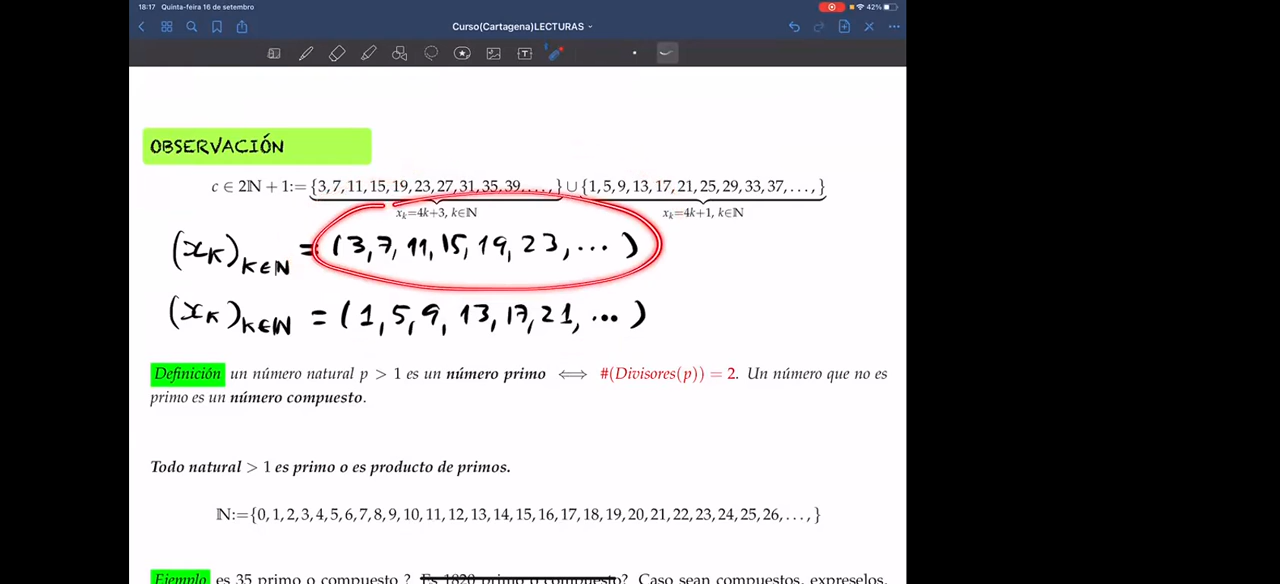 18:17 Quinta-feira 16 de setembro 42%
Curso(Cartagena)LECTURAS
OBSERVACIÓN
c ∈ 2ℕ + 1:= {3, 7, 11, 15, 19, 23, 27, 31, 35, 39, . . . , } ∪ {1, 5, 9, 13, 17, 21, 25, 29, 33, 37, . . . , }
xₖ=4k+3, k∈ℕ xₖ=4k+1, k∈ℕ
(xₖ)ₖ∈ℕ = (3, 7, 11, 15, 19, 23, ...)
(xₖ)ₖ∈ℕ = (1, 5, 9, 13, 17, 21, ...)
Definición un número natural p > 1 es un número primo ⟺ #(Divisores(p)) = 2. Un número que no es
primo es un número compuesto.
Todo natural > 1 es primo o es producto de primos.
ℕ:={0, 1, 2, 3, 4, 5, 6, 7, 8, 9, 10, 11, 12, 13, 14, 15, 16, 17, 18, 19, 20, 21, 22, 23, 24, 25, 26, . . . , }
Ejemplo es 35 primo o compuesto ? Es 1820 primo o compuesto? Caso sean compuestos, expreselos,